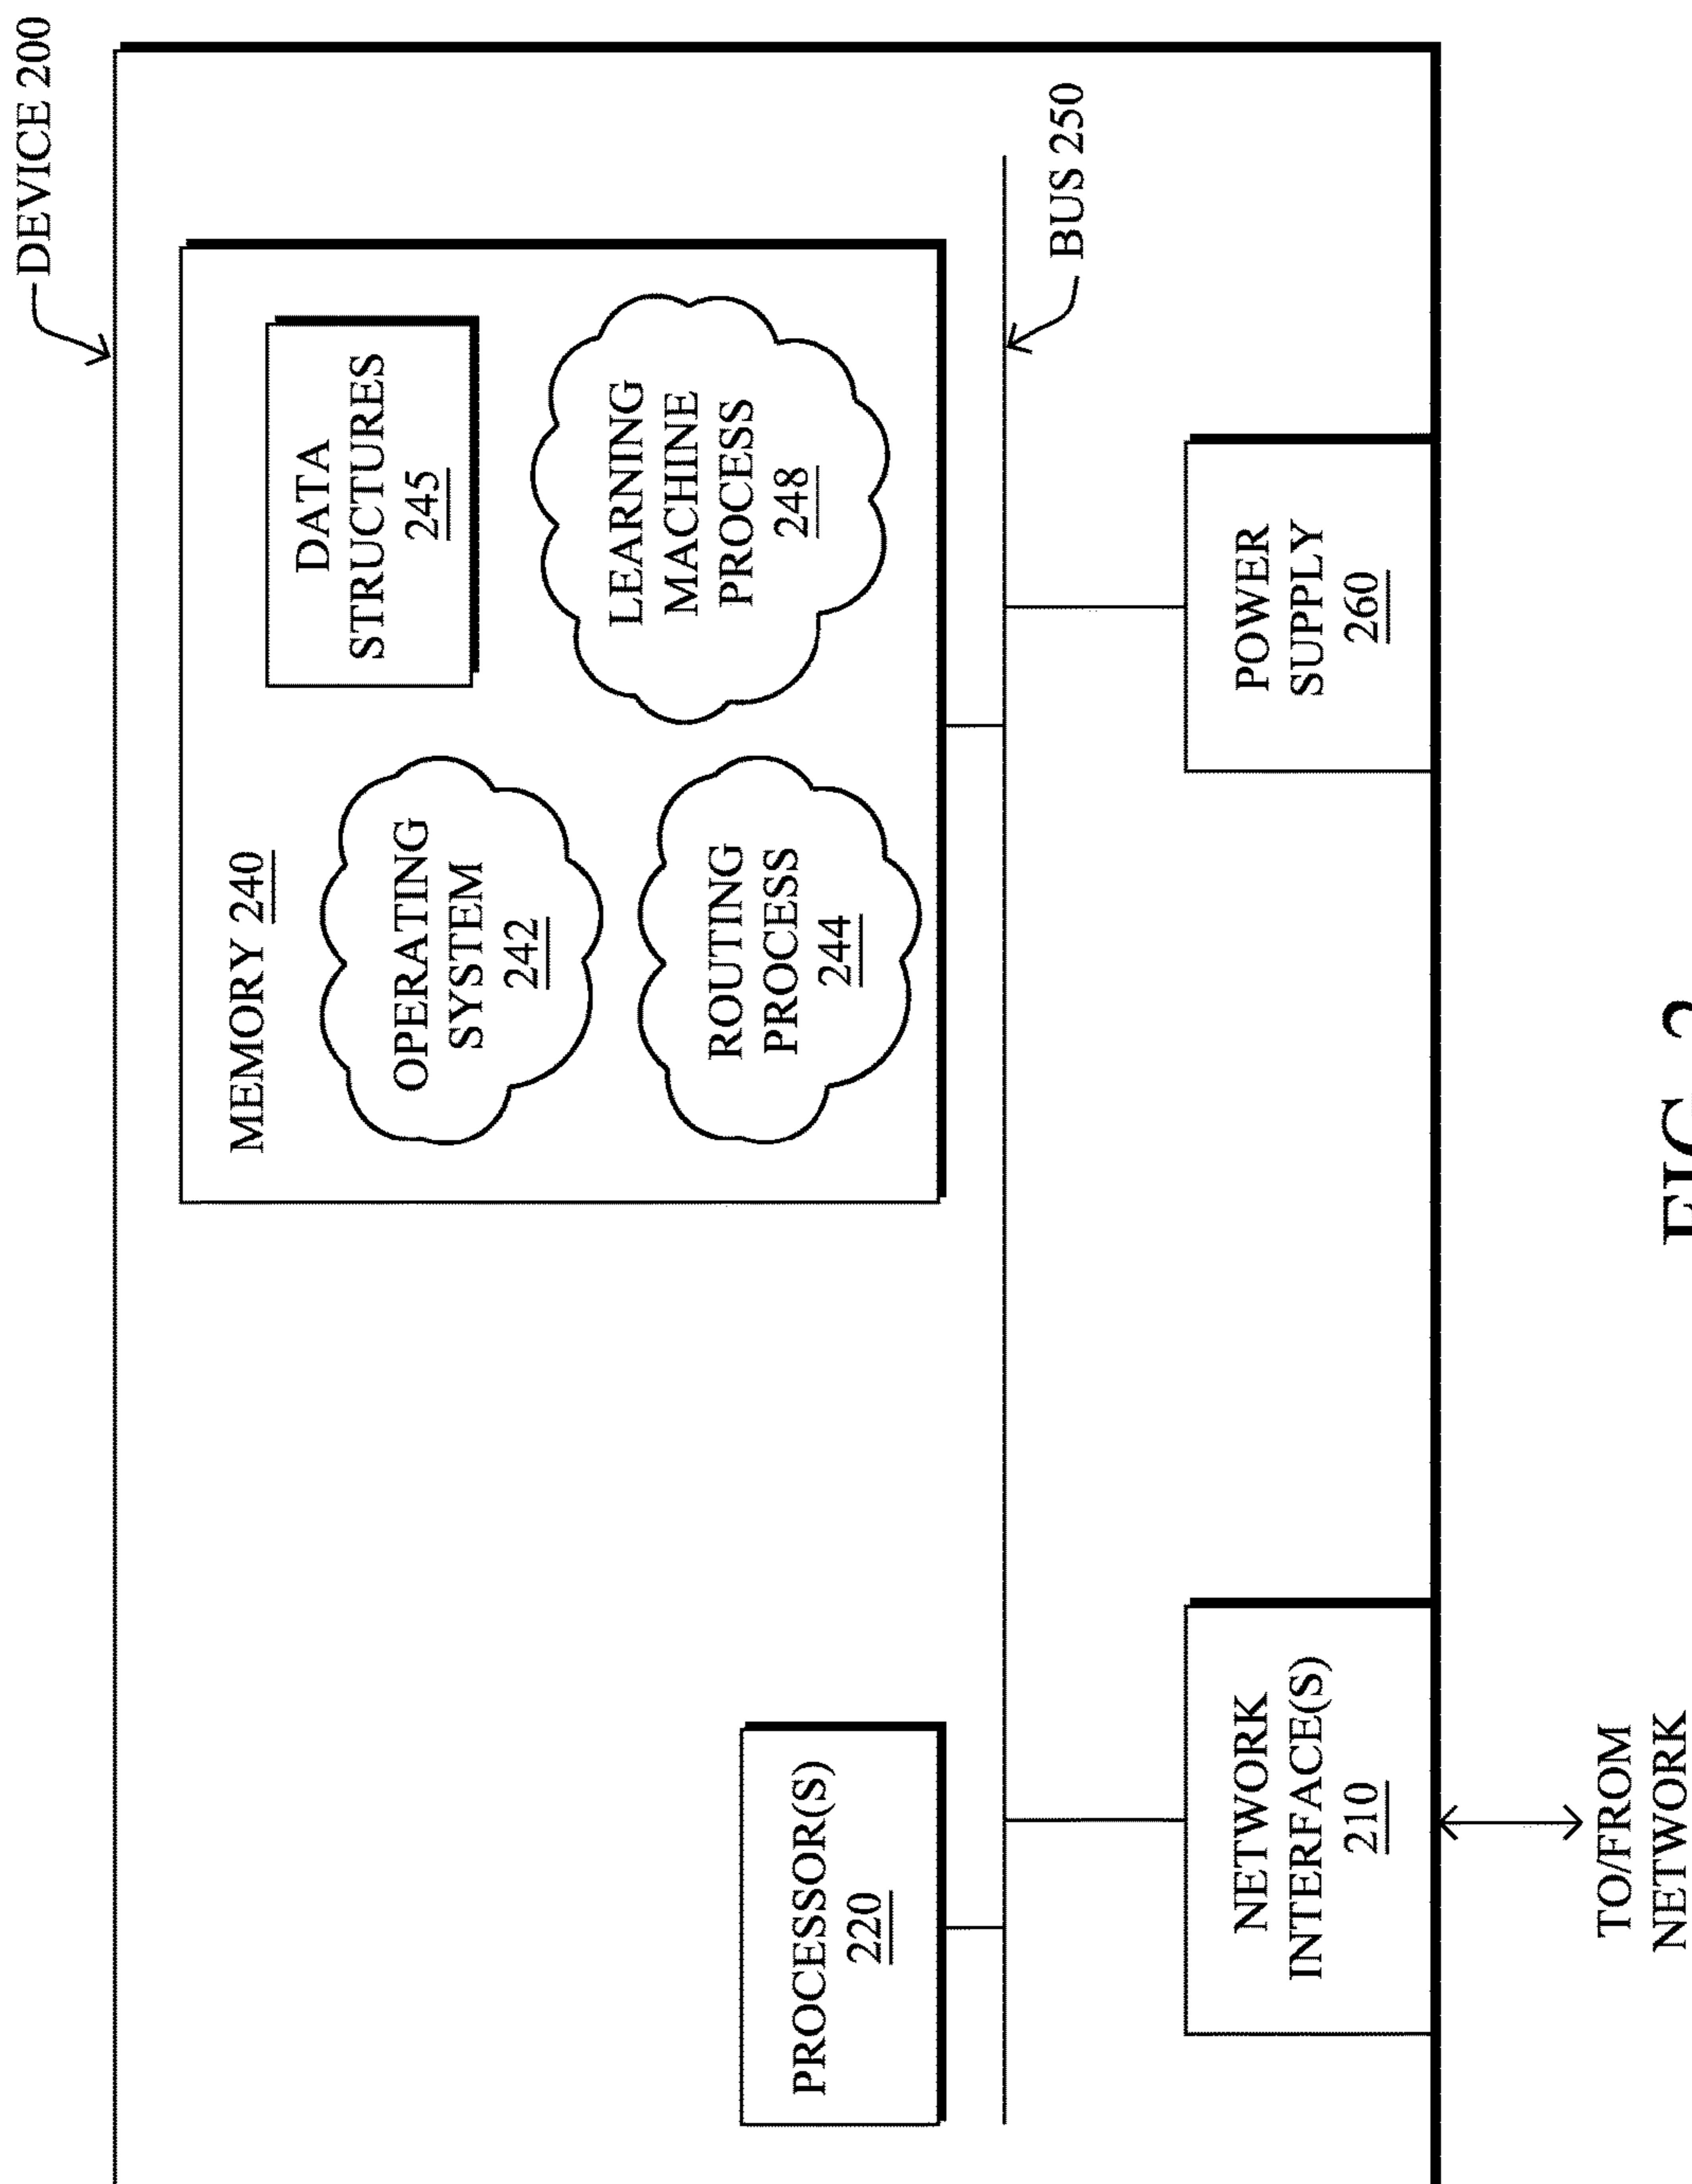 DEVICE 200
MEMORY 240
OPERATING
SYSTEM
242
DATA
STRUCTURES
245
ROUTING
PROCESS
244
LEARNING
MACHINE
PROCESS
248
PROCESSOR(S)
220
BUS 250
NETWORK
INTERFACE(S)
210
POWER
SUPPLY
260
TO/FROM
NETWORK